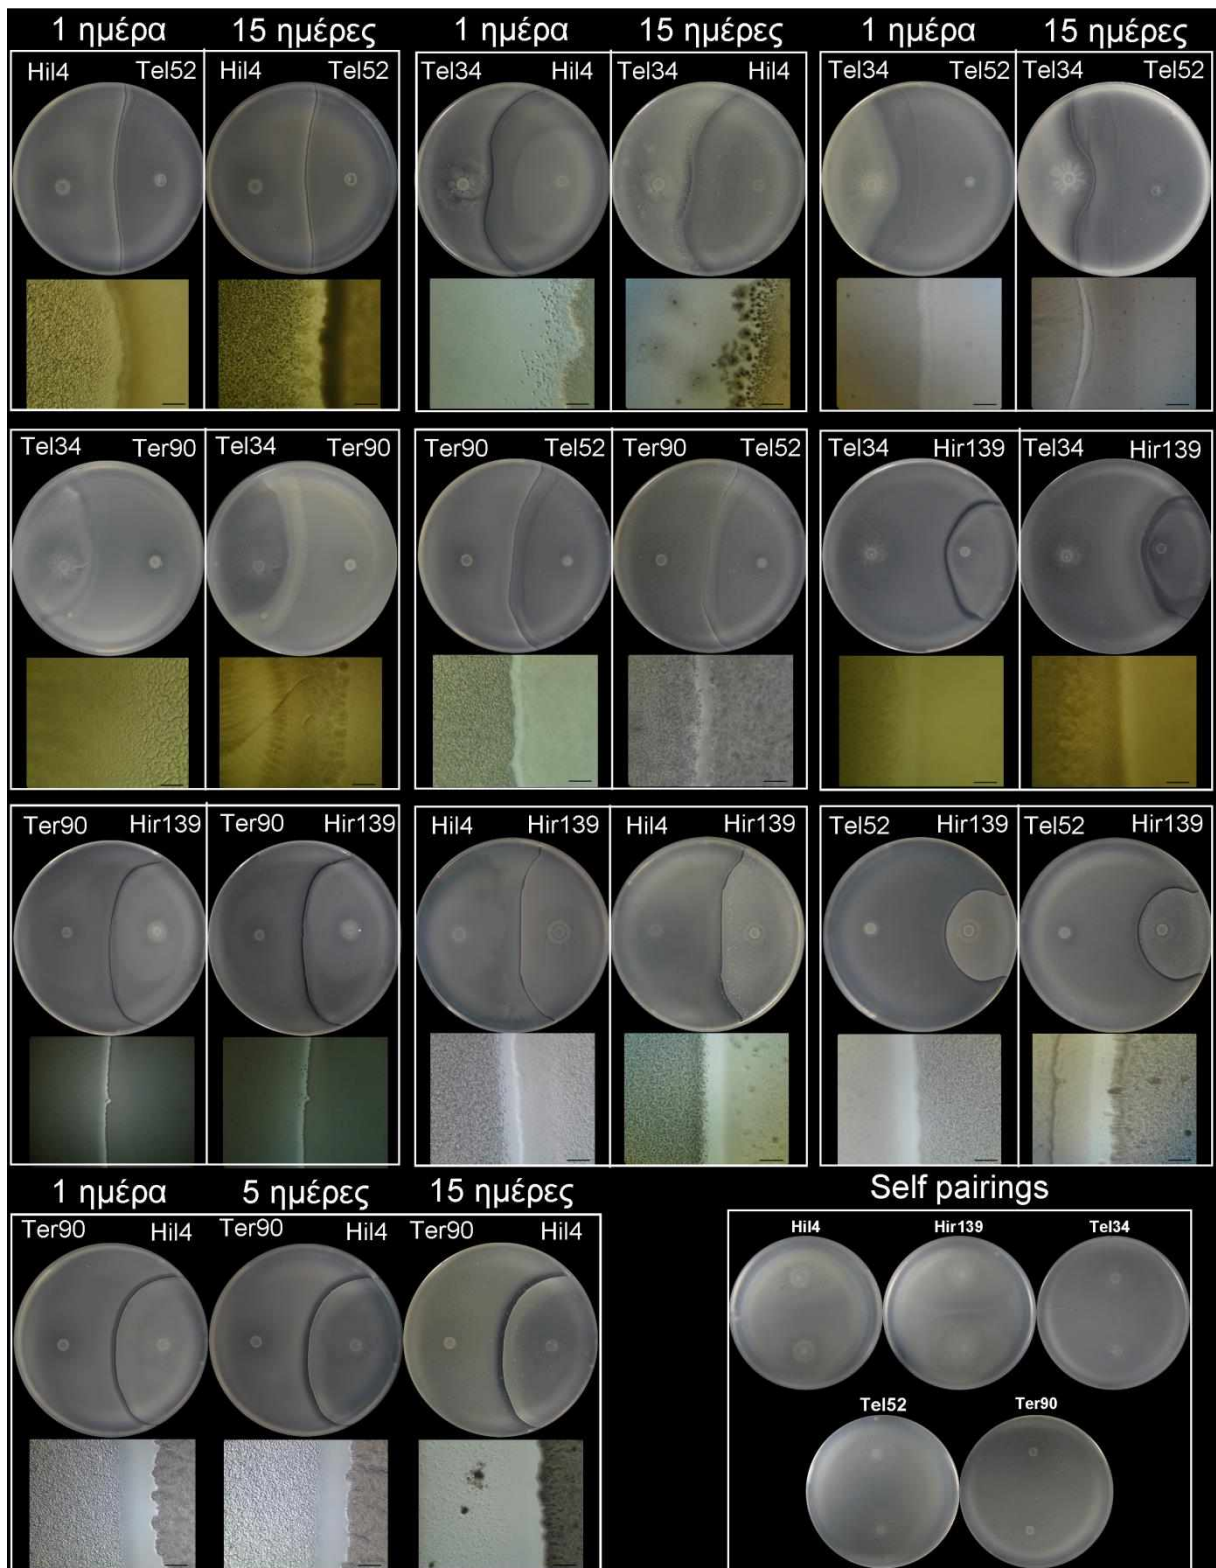 1 ημέρα 15 ημέρες 1 ημέρα 15 ημέρες 1 ημέρα 15 ημέρες
Hil4 Tel52 Hil4 Tel52 Tel34 Hil4 Tel34 Hil4 Tel34 Tel52 Tel34 Tel52
Tel34 Ter90 Tel34 Ter90 Ter90 Tel52 Ter90 Tel52 Tel34 Hir139 Tel34 Hir139
Ter90 Hir139 Ter90 Hir139 Hil4 Hir139 Hil4 Hir139 Tel52 Hir139 Tel52 Hir139
1 ημέρα 5 ημέρες 15 ημέρες
Ter90 Hil4 Ter90 Hil4 Ter90 Hil4
Self pairings
Hil4 Hir139 Tel34
Tel52 Ter90